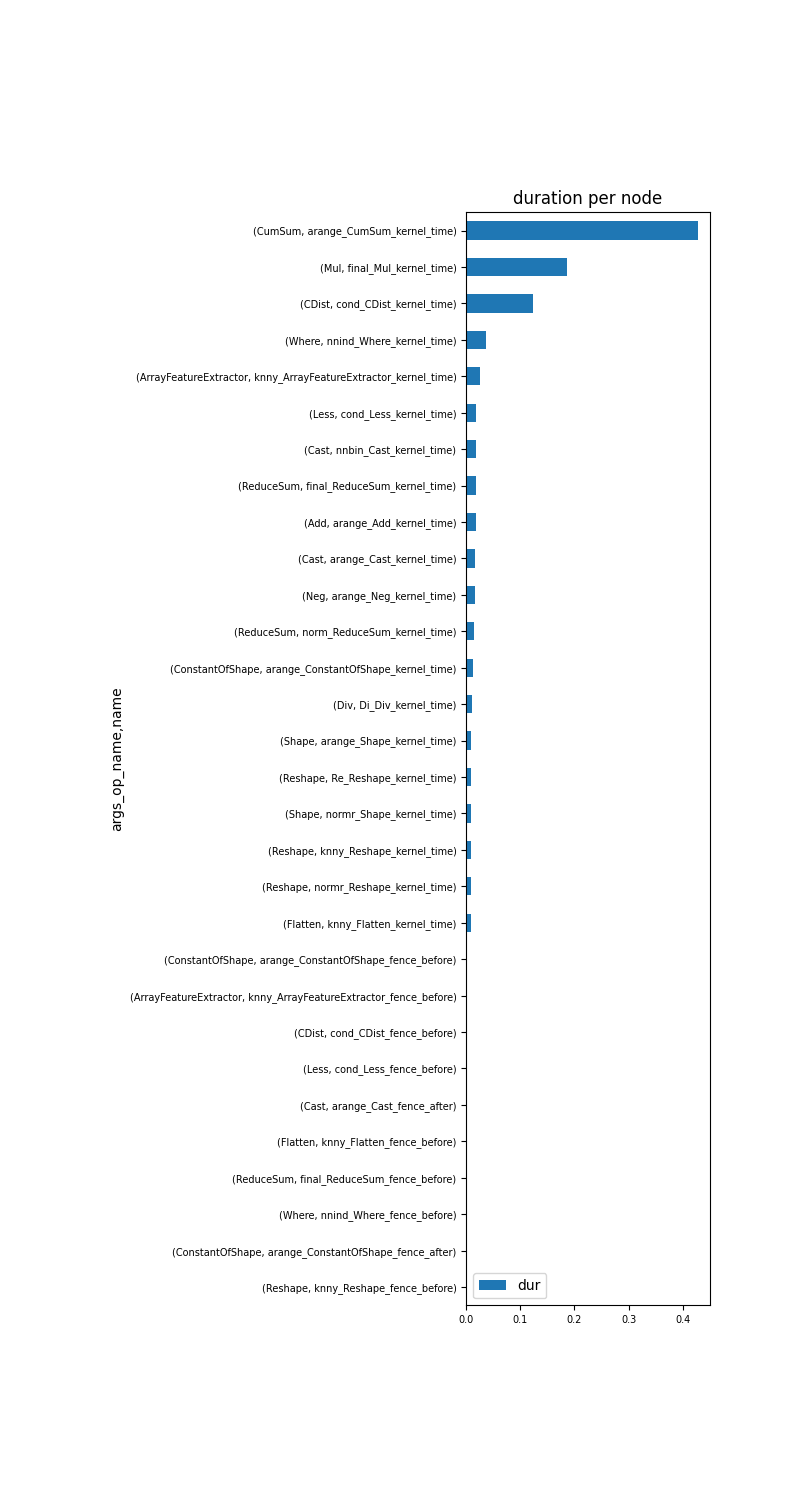 duration per node
(CumSum, arange_CumSum_kernel_time)
(Mul, final_Mul_kernel_time)
(CDist, cond_CDist_kernel_time)
(Where, nnind_Where_kernel_time)
(ArrayFeatureExtractor, knny_ArrayFeatureExtractor_kernel_time)
(Less, cond_Less_kernel_time)
(Cast, nnbin_Cast_kernel_time)
(ReduceSum, final_ReduceSum_kernel_time)
(Add, arange_Add_kernel_time)
(Cast, arange_Cast_kernel_time)
(Neg, arange_Neg_kernel_time)
(ReduceSum, norm_ReduceSum_kernel_time)
(ConstantOfShape, arange_ConstantOfShape_kernel_time)
(Div, Di_Div_kernel_time)
(Shape, arange_Shape_kernel_time)
(Reshape, Re_Reshape_kernel_time)
(Shape, normr_Shape_kernel_time)
(Reshape, knny_Reshape_kernel_time)
(Reshape, normr_Reshape_kernel_time)
(Flatten, knny_Flatten_kernel_time)
(ConstantOfShape, arange_ConstantOfShape_fence_before)
(ArrayFeatureExtractor, knny_ArrayFeatureExtractor_fence_before)
(CDist, cond_CDist_fence_before)
(Less, cond_Less_fence_before)
(Cast, arange_Cast_fence_after)
(Flatten, knny_Flatten_fence_before)
(ReduceSum, final_ReduceSum_fence_before)
(Where, nnind_Where_fence_before)
(ConstantOfShape, arange_ConstantOfShape_fence_after)
(Reshape, knny_Reshape_fence_before)
args_op_name,name
dur
0.0 0.1 0.2 0.3 0.4